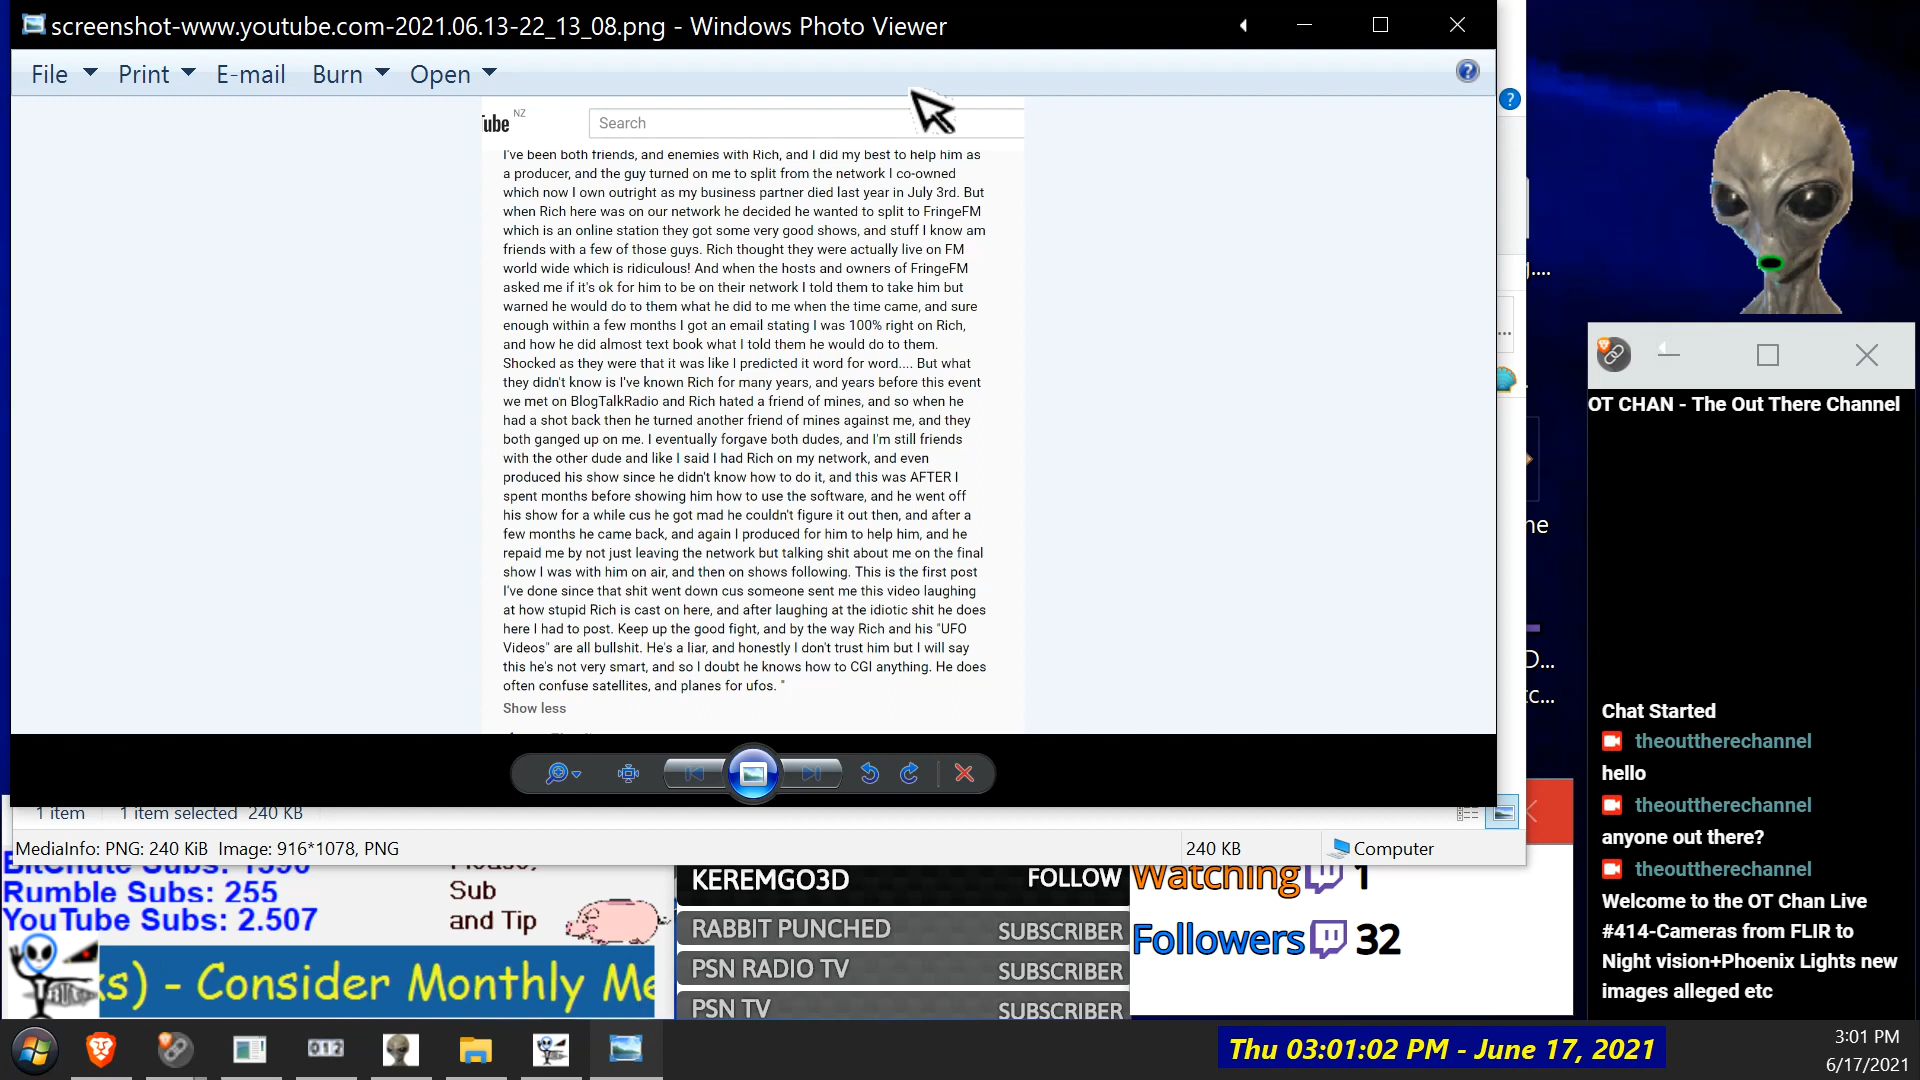 screenshot-www.youtube.com-2021.06.13-22_13_08.png - Windows Photo Viewer
File Print E-mail Burn Open
Tube NZ
Search
I've been both friends, and enemies with Rich, and I did my best to help him as
a producer, and the guy turned on me to split from the network I co-owned
which now I own outright as my business partner died last year in July 3rd. But
when Rich here was on our network he decided he wanted to split to FringeFM
which is an online station they got some very good shows, and stuff I know am
friends with a few of those guys. Rich thought they were actually live on FM
world wide which is ridiculous! And when the hosts and owners of FringeFM
asked me if it's ok for him to be on their network I told them to take him but
warned he would do to them what he did to me when the time came, and sure
enough within a few months I got an email stating I was 100% right on Rich,
and how he did almost text book what I told them he would do to them.
Shocked as they were that it was like I predicted it word for word.... But what
they didn't know is I've known Rich for many years, and years before this event
we met on BlogTalkRadio and Rich hated a friend of mines, and so when he
had a shot back then he turned another friend of mines against me, and they
both ganged up on me. I eventually forgave both dudes, and I'm still friends
with the other dude and like I said I had Rich on my network, and even
produced his show since he didn't know how to do it, and this was AFTER I
spent months before showing him how to use the software, and he went off
his show for a while cus he got mad he couldn't figure it out then, and after a
few months he came back, and again I produced for him to help him, and he
repaid me by not just leaving the network but talking shit about me on the final
show I was with him on air, and then on shows following. This is the first post
I've done since that shit went down cus someone sent me this video laughing
at how stupid Rich is cast on here, and after laughing at the idiotic shit he does
here I had to post. Keep up the good fight, and by the way Rich and his "UFO
Videos" are all bullshit. He's a liar, and honestly I don't trust him but I will say
this he's not very smart, and so I doubt he knows how to CGI anything. He does
often confuse satellites, and planes for ufos. "
Show less
1 item 1 item selected 240 KB
MediaInfo: PNG: 240 KiB Image: 916*1078, PNG
240 KB
Computer
BitChute Subs: 1390
Rumble Subs: 255
YouTube Subs: 2.507
Please,
Sub
and Tip
ks) - Consider Monthly Me
KEREMGO3D FOLLOW
RABBIT PUNCHED SUBSCRIBER
PSN RADIO TV SUBSCRIBER
PSN TV SUBSCRIBER
Watching 1
Followers 32
OT CHAN - The Out There Channel
Chat Started
theouttherechannel
hello
theouttherechannel
anyone out there?
theouttherechannel
Welcome to the OT Chan Live
#414-Cameras from FLIR to
Night vision+Phoenix Lights new
images alleged etc
Thu 03:01:02 PM - June 17, 2021
3:01 PM
6/17/2021
012